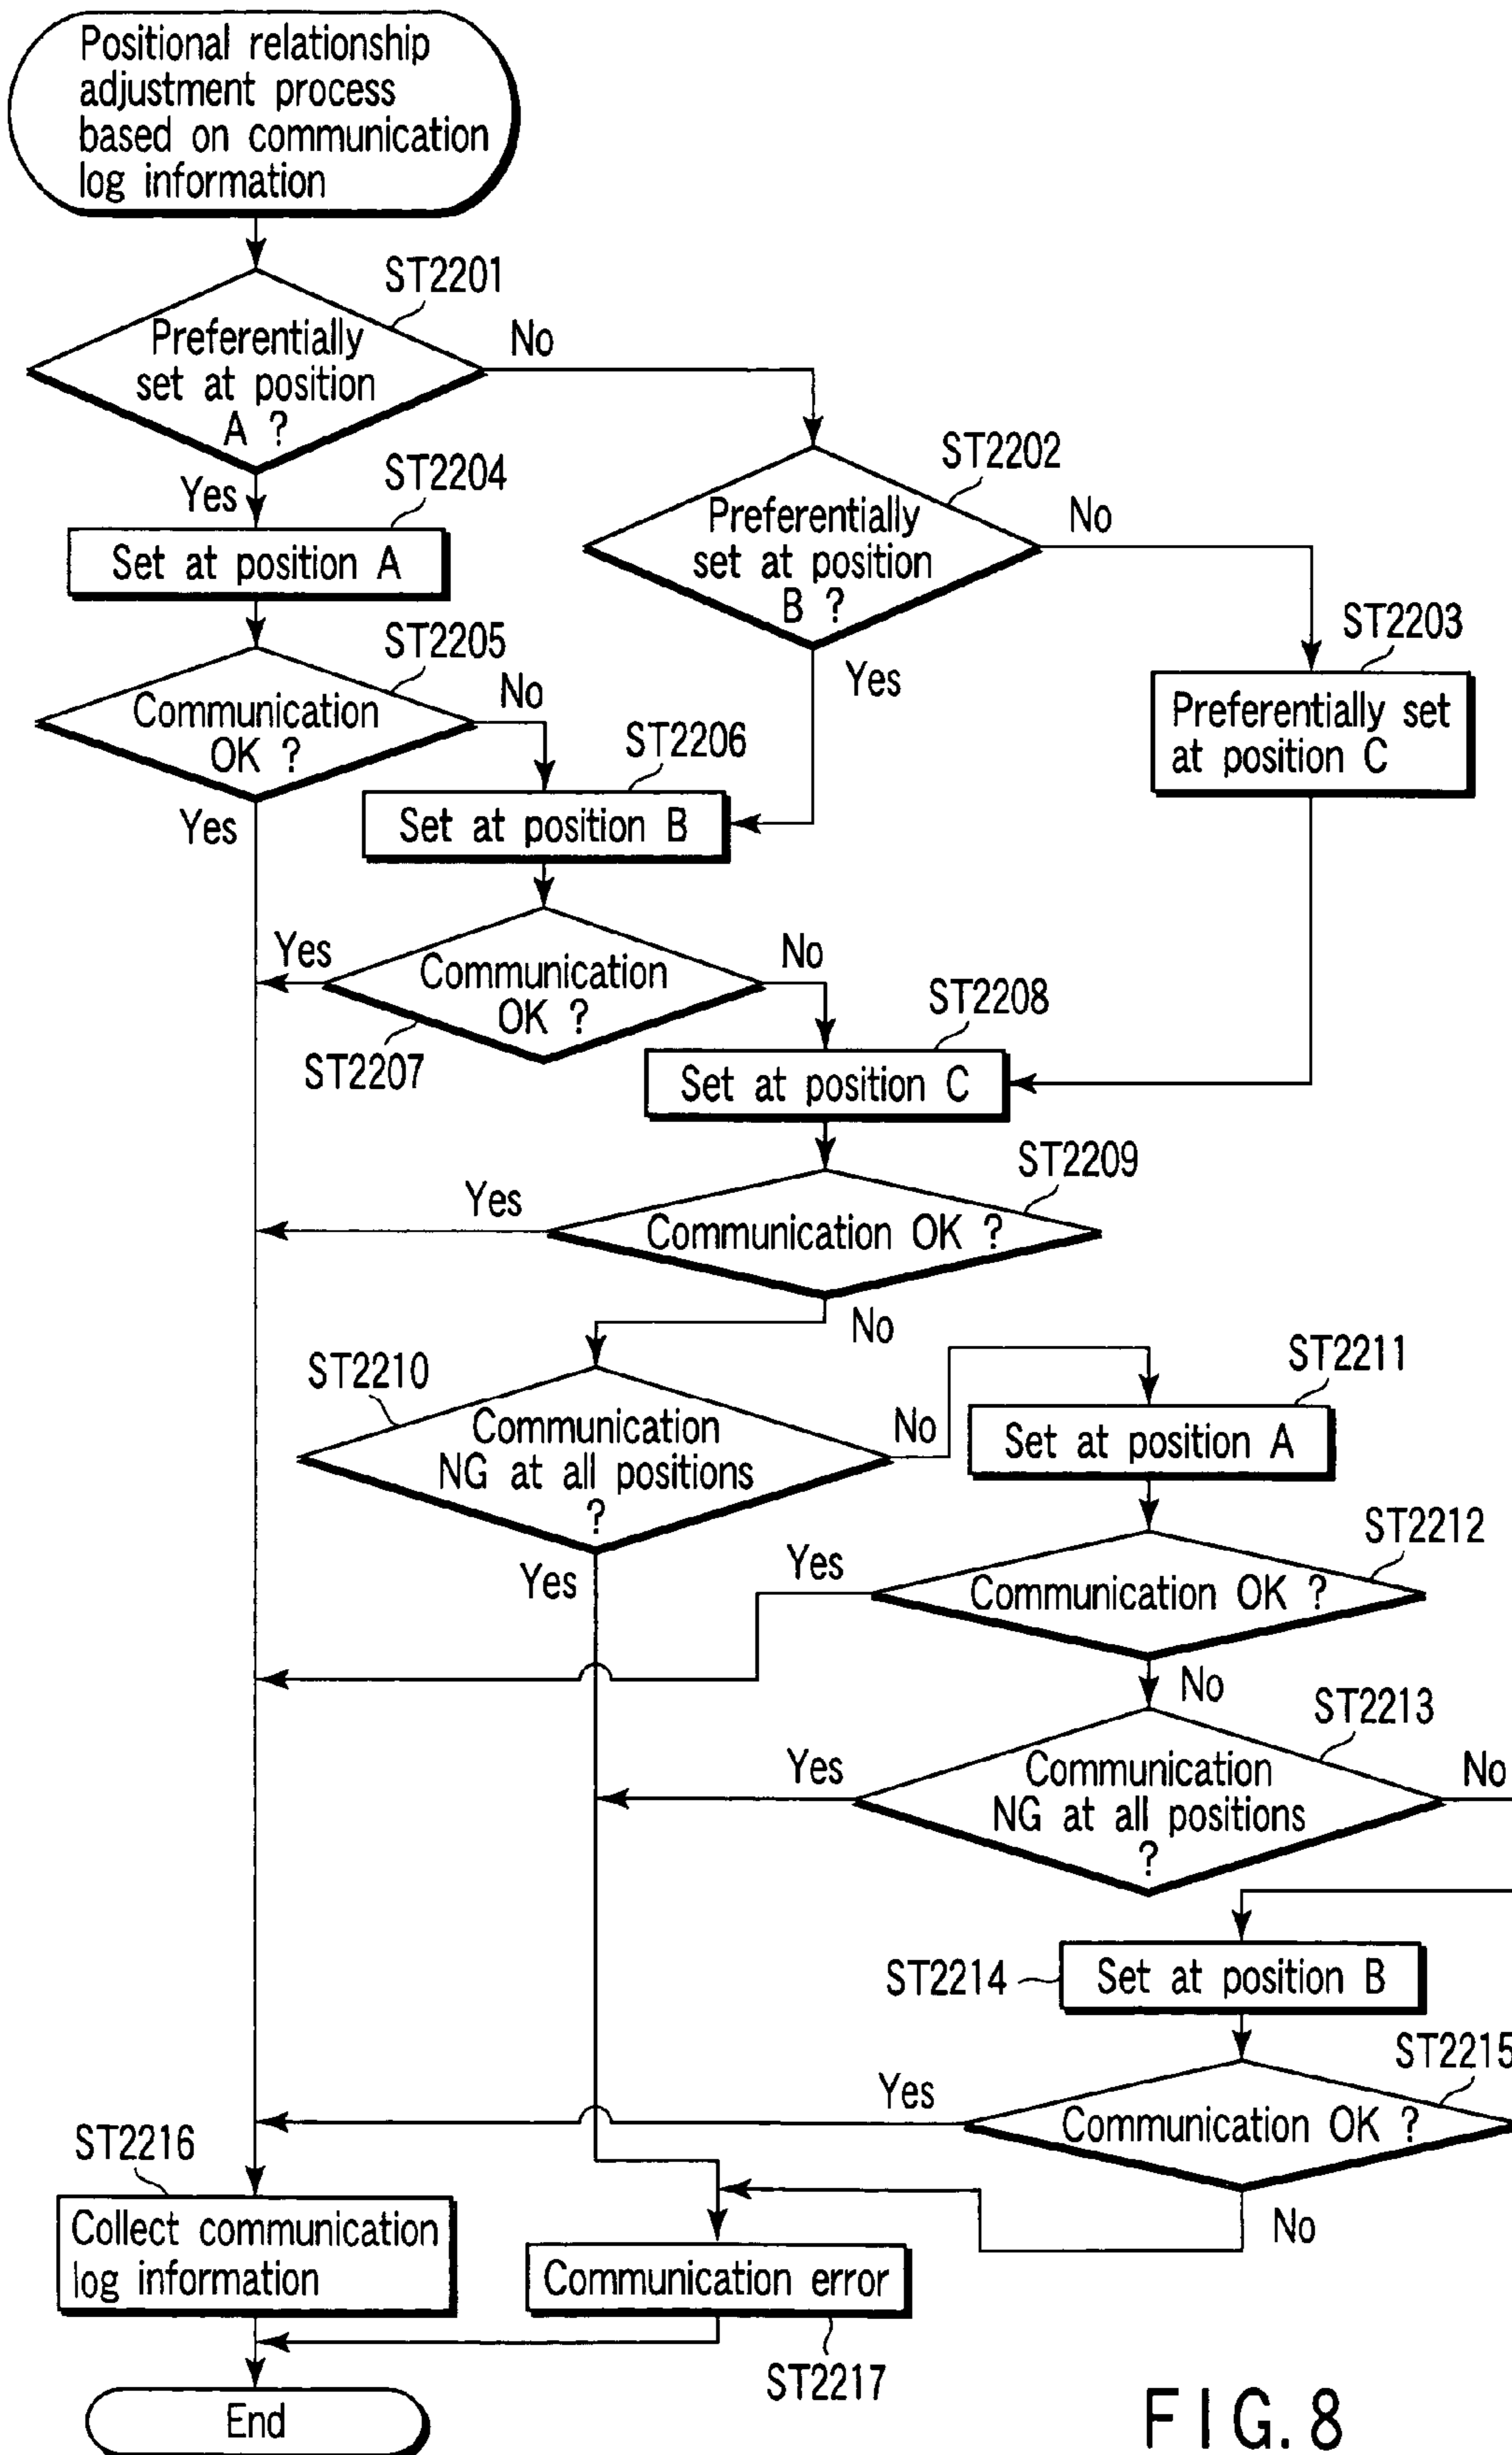 Positional relationship
adjustment process
based on communication
log information
ST2201
Preferentially
set at position
A ?
No
Yes
ST2202
Preferentially
set at position
B ?
No
Yes
ST2203
Preferentially set
at position C
ST2204
Set at position A
ST2205
Communication
OK ?
No
Yes
ST2206
Set at position B
Yes
Communication
OK ?
No
ST2207
ST2208
Set at position C
ST2209
Yes
Communication OK ?
No
ST2210
Communication
NG at all positions
?
No
Yes
ST2211
Set at position A
ST2212
Yes
Communication OK ?
No
ST2213
Yes
Communication
NG at all positions
?
No
ST2214
Set at position B
ST2215
Yes
Communication OK ?
No
ST2216
Collect communication
log information
Communication error
ST2217
End
FIG. 8